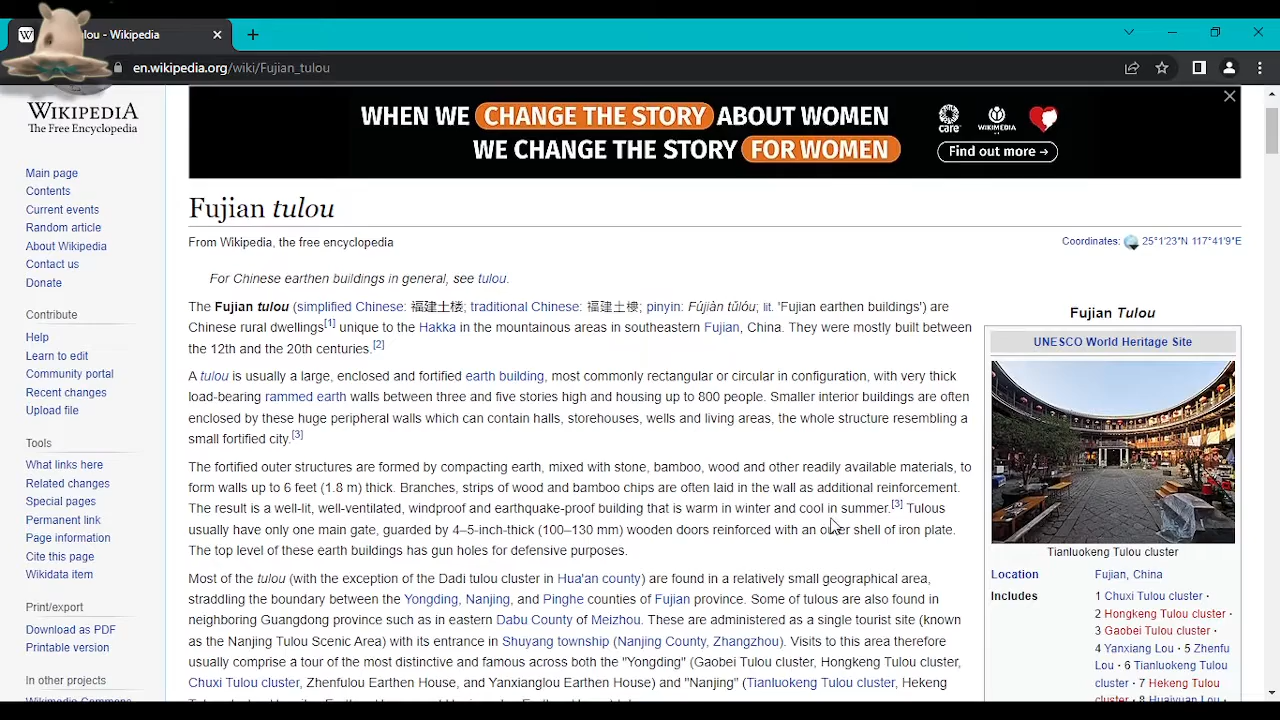 lou - Wikipedia
en.wikipedia.org/wiki/Fujian_tulou
WHEN WE CHANGE THE STORY ABOUT WOMEN
WE CHANGE THE STORY FOR WOMEN
care
WIKIMEDIA
Find out more →
WIKIPEDIA
The Free Encyclopedia
Main page
Contents
Current events
Random article
About Wikipedia
Contact us
Donate
Contribute
Help
Learn to edit
Community portal
Recent changes
Upload file
Tools
What links here
Related changes
Special pages
Permanent link
Page information
Cite this page
Wikidata item
Print/export
Download as PDF
Printable version
In other projects
Wikimedia Commons
Fujian tulou
From Wikipedia, the free encyclopedia
Coordinates: 25°1′23″N 117°41′9″E
For Chinese earthen buildings in general, see tulou.
The Fujian tulou (simplified Chinese: 福建土楼; traditional Chinese: 福建土樓; pinyin: Fújiàn tǔlóu; lit. 'Fujian earthen buildings') are
Chinese rural dwellings[1] unique to the Hakka in the mountainous areas in southeastern Fujian, China. They were mostly built between
the 12th and the 20th centuries.[2]
A tulou is usually a large, enclosed and fortified earth building, most commonly rectangular or circular in configuration, with very thick
load-bearing rammed earth walls between three and five stories high and housing up to 800 people. Smaller interior buildings are often
enclosed by these huge peripheral walls which can contain halls, storehouses, wells and living areas, the whole structure resembling a
small fortified city.[3]
The fortified outer structures are formed by compacting earth, mixed with stone, bamboo, wood and other readily available materials, to
form walls up to 6 feet (1.8 m) thick. Branches, strips of wood and bamboo chips are often laid in the wall as additional reinforcement.
The result is a well-lit, well-ventilated, windproof and earthquake-proof building that is warm in winter and cool in summer.[3] Tulous
usually have only one main gate, guarded by 4–5-inch-thick (100–130 mm) wooden doors reinforced with an outer shell of iron plate.
The top level of these earth buildings has gun holes for defensive purposes.
Most of the tulou (with the exception of the Dadi tulou cluster in Hua'an county) are found in a relatively small geographical area,
straddling the boundary between the Yongding, Nanjing, and Pinghe counties of Fujian province. Some of tulous are also found in
neighboring Guangdong province such as in eastern Dabu County of Meizhou. These are administered as a single tourist site (known
as the Nanjing Tulou Scenic Area) with its entrance in Shuyang township (Nanjing County, Zhangzhou). Visits to this area therefore
usually comprise a tour of the most distinctive and famous across both the "Yongding" (Gaobei Tulou cluster, Hongkeng Tulou cluster,
Chuxi Tulou cluster, Zhenfulou Earthen House, and Yanxianglou Earthen House) and "Nanjing" (Tianluokeng Tulou cluster, Hekeng
Fujian Tulou
UNESCO World Heritage Site
Tianluokeng Tulou cluster
Location Fujian, China
Includes 1 Chuxi Tulou cluster ·
2 Hongkeng Tulou cluster ·
3 Gaobei Tulou cluster ·
4 Yanxiang Lou · 5 Zhenfu
Lou · 6 Tianluokeng Tulou
cluster · 7 Hekeng Tulou
cluster · 8 Huaiyuan Lou ·